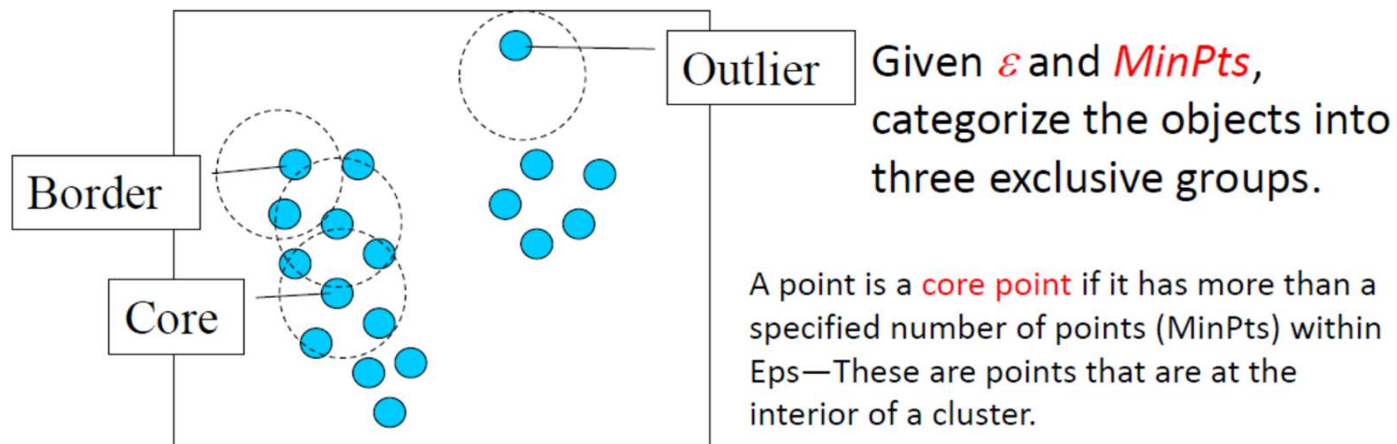 Outlier
Border
Core
Given ε and MinPts,
categorize the objects into
three exclusive groups.
A point is a core point if it has more than a
specified number of points (MinPts) within
Eps—These are points that are at the
interior of a cluster.